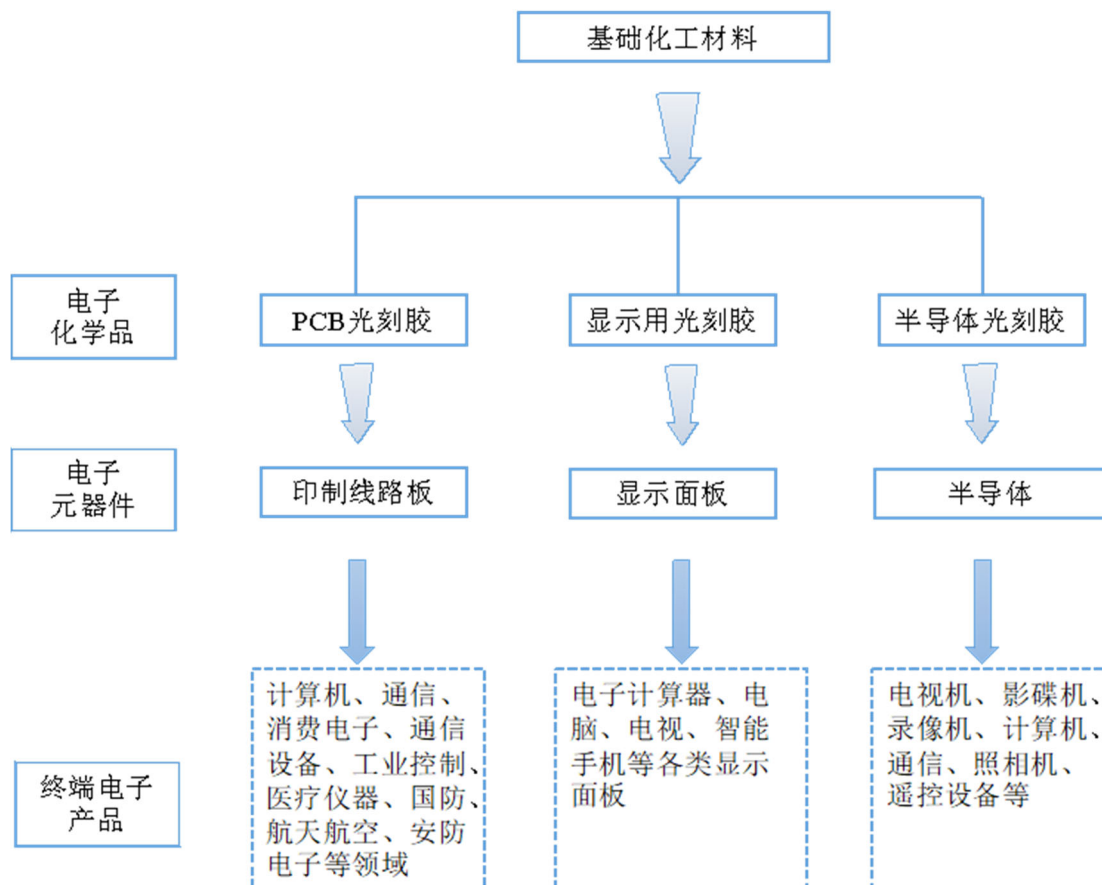 基础化工材料
电子
化学品
PCB光刻胶
显示用光刻胶
半导体光刻胶
电子
元器件
印制线路板
显示面板
半导体
终端电子
产品
计算机、通信、
消费电子、通信
设备、工业控制、
医疗仪器、国防、
航天航空、安防
电子等领域
电子计算器、电
脑、电视、智能
手机等各类显示
面板
电视机、影碟机、
录像机、计算机、
通信、照相机、
遥控设备等